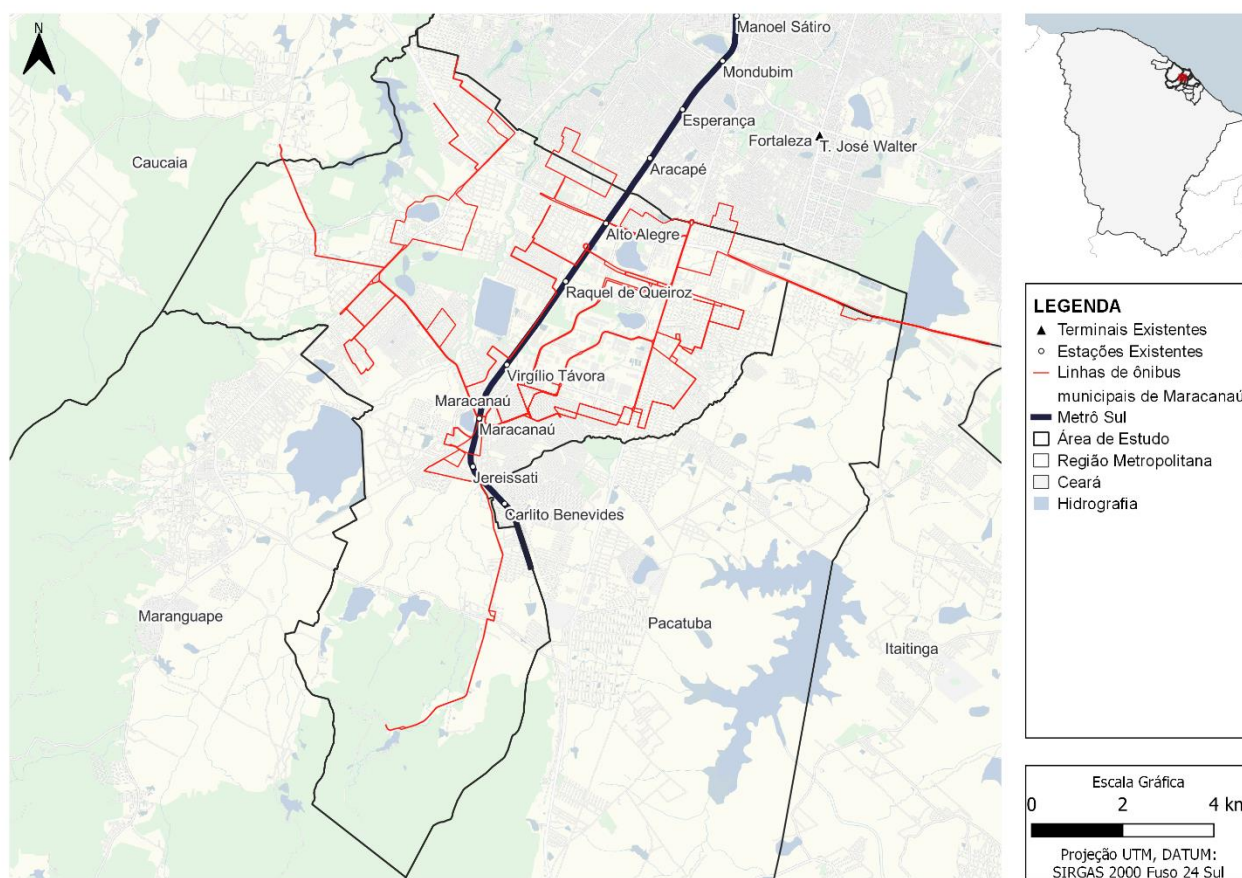 N
Manoel Sátiro
Mondubim
Esperança
Fortaleza
T. José Walter
Caucaia
Aracapé
Alto Alegre
Raquel de Queiroz
Virgílio Távora
Maracanaú
Maracanaú
Jereissati
Carlito Benevides
Maranguape
Pacatuba
Itaitinga
LEGENDA
Terminais Existentes
Estações Existentes
Linhas de ônibus
municipais de Maracanaú
Metrô Sul
Área de Estudo
Região Metropolitana
Ceará
Hidrografia
Escala Gráfica
0 2 4 km
Projeção UTM, DATUM:
SIRGAS 2000 Fuso 24 Sul